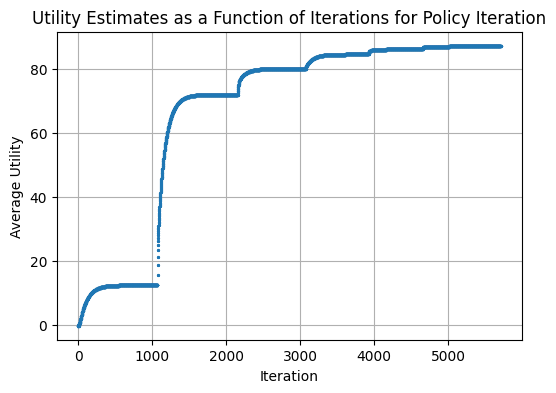 Utility Estimates as a Function of Iterations for Policy Iteration
80
60
40
20
0
Average Utility
0 1000 2000 3000 4000 5000
Iteration